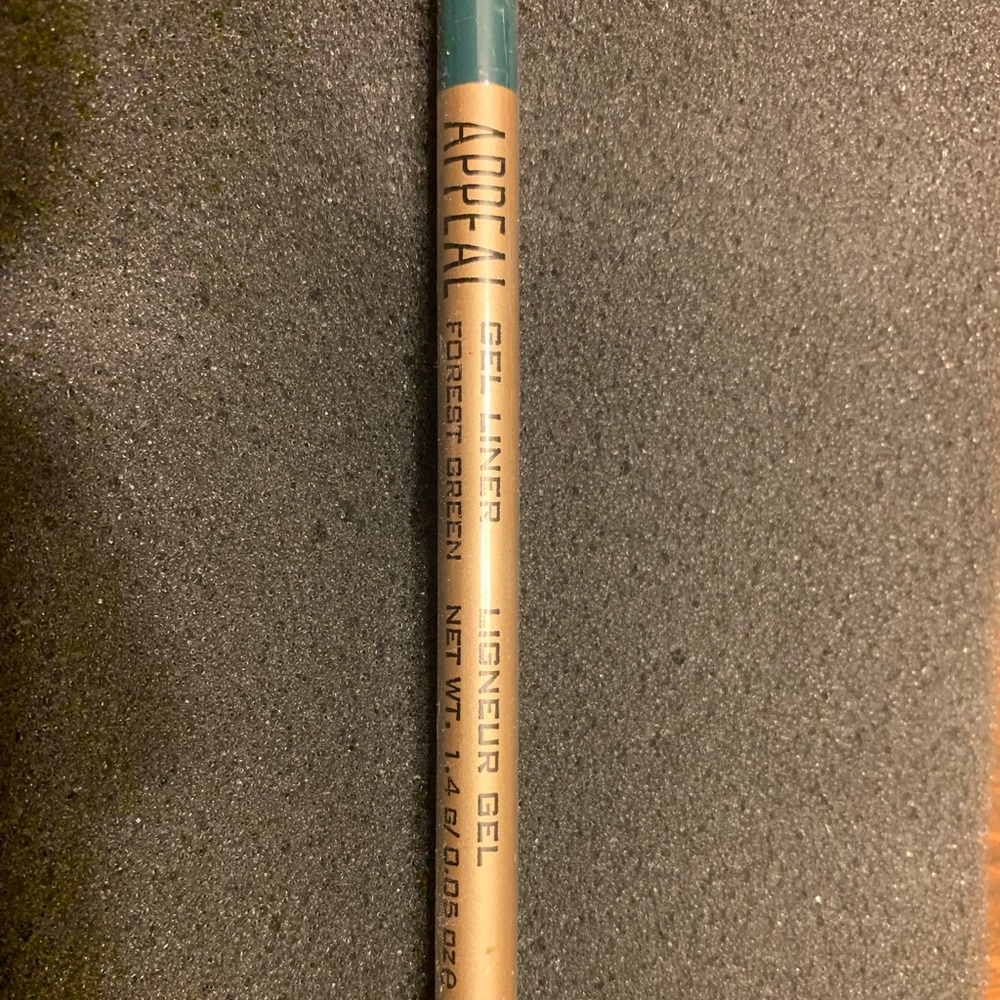 APPEAL
GEL LINER LIGNEUR GEL
FOREST GREEN NET WT. 1.4 G/ 0.05 OZ e